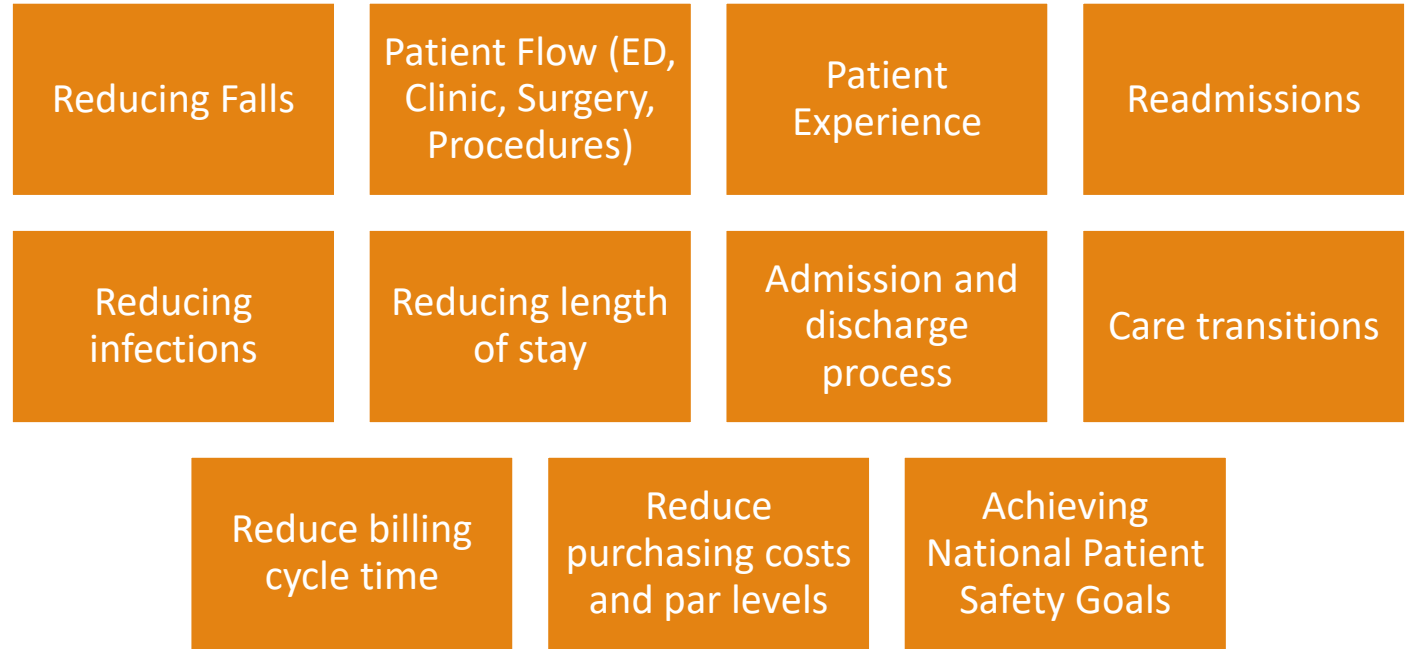 Reducing Falls
Patient Flow (ED,
Clinic, Surgery,
Procedures)
Patient
Experience
Readmissions
Reducing
infections
Reducing length
of stay
Admission and
discharge
process
Care transitions
Reduce billing
cycle time
Reduce
purchasing costs
and par levels
Achieving
National Patient
Safety Goals